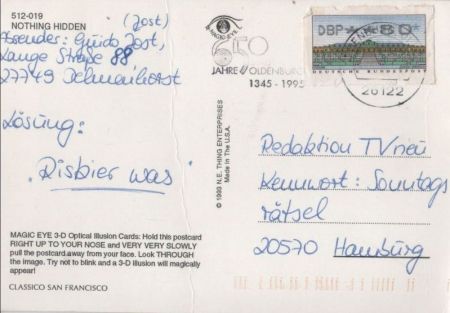 512-019
NOTHING HIDDEN
(Jost)
Absender: Guido Jost,
Lange Straße 88
27749 Delmenhorst
Lösung:
"Risbier was"
MAGIC EYE 3-D Optical Illusion Cards: Hold this postcard
RIGHT UP TO YOUR NOSE and VERY VERY SLOWLY
pull the postcard away from your face. Look THROUGH
the image. Try not to blink and a 3-D illusion will magically
appear!
CLASSICO SAN FRANCISCO
MAGIC EYE
© 1993 N.E. THING ENTERPRISES
Made In The U.S.A.
650
JAHRE OLDENBURG
1345 - 1995
DBP 80
DEUTSCHE BUNDESPOST
26122
Redaktion TV neu
Kennwort: Sonntags
rätsel
20570 Hamburg